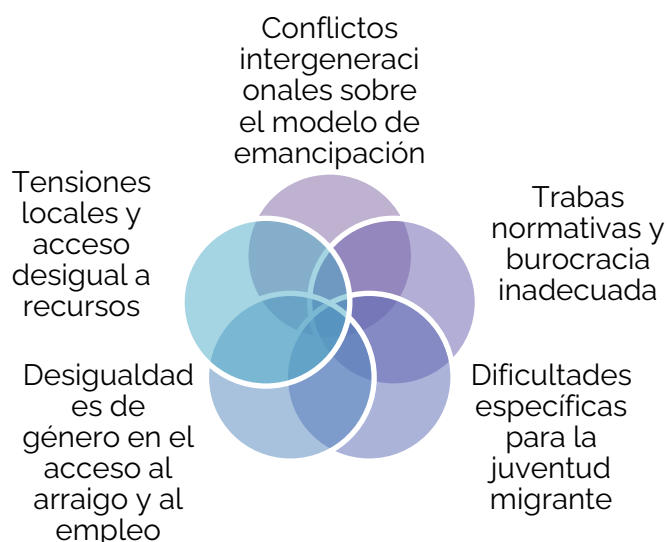 Conflictos
intergeneraci
onales sobre
el modelo de
emancipación
Trabas
normativas y
burocracia
inadecuada
Dificultades
específicas
para la
juventud
migrante
Desigualdad
es de
género en el
acceso al
arraigo y al
empleo
Tensiones
locales y
acceso
desigual a
recursos